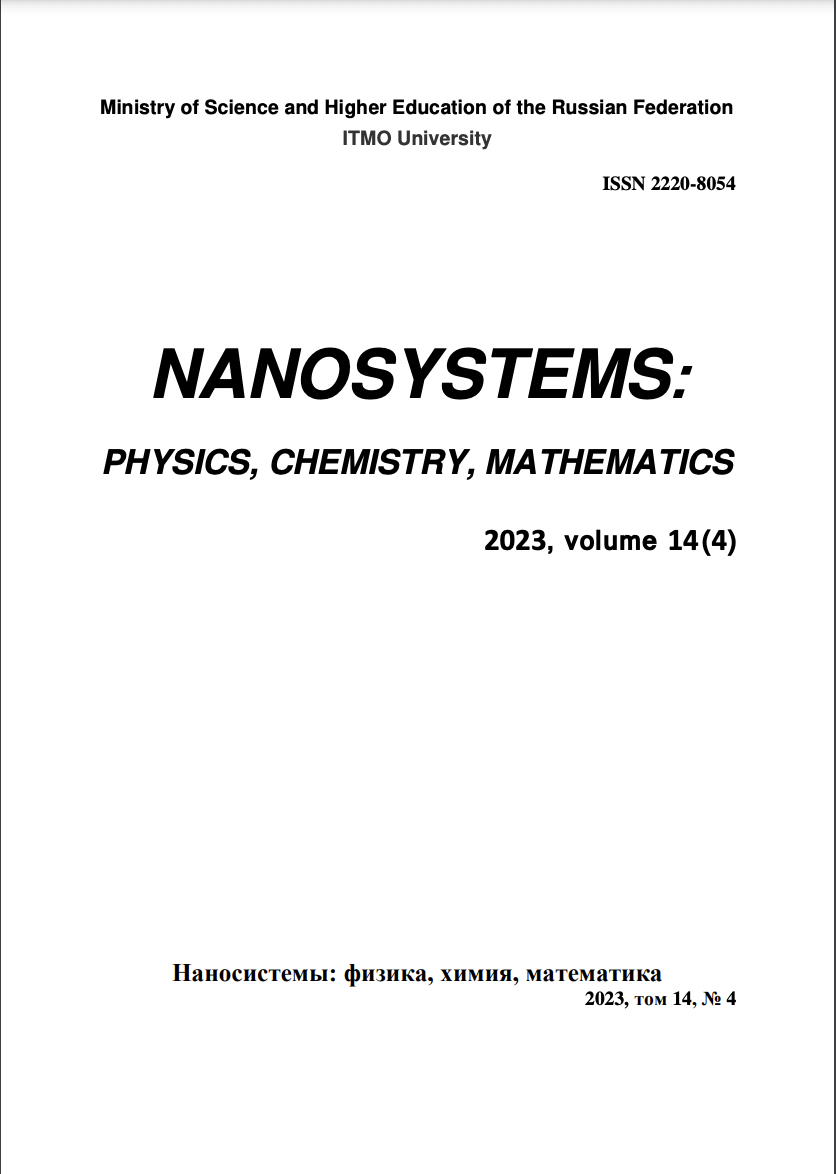 Ministry of Science and Higher Education of the Russian Federation
ITMO University
ISSN 2220-8054
NANOSYSTEMS:
PHYSICS, CHEMISTRY, MATHEMATICS
2023, volume 14(4)
Наносистемы: физика, химия, математика
2023, том 14, № 4